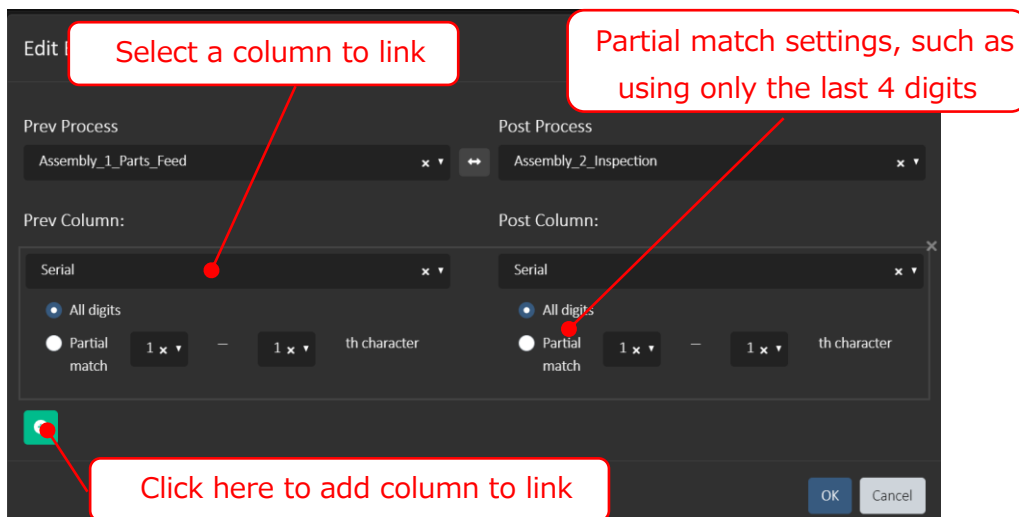 Edit
Select a column to link
Partial match settings, such as
using only the last 4 digits
Prev Process
Post Process
Assembly_1_Parts_Feed
Assembly_2_Inspection
Prev Column:
Post Column:
Serial
Serial
All digits
All digits
Partial match 1 – 1 th character
Partial match 1 – 1 th character
Click here to add column to link
OK
Cancel